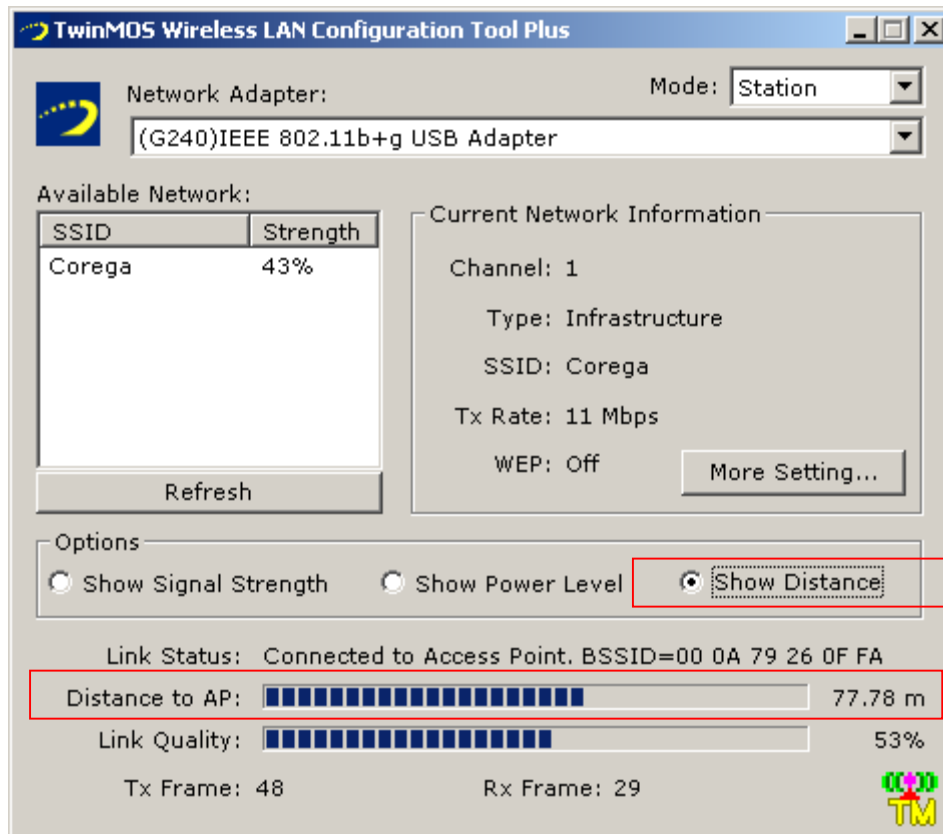 TwinMOS Wireless LAN Configuration Tool Plus
Network Adapter:
Mode: Station
(G240)IEEE 802.11b+g USB Adapter
Available Network:
SSID Strength
Corega 43%
Refresh
Current Network Information
Channel: 1
Type: Infrastructure
SSID: Corega
Tx Rate: 11 Mbps
WEP: Off
More Setting...
Options
Show Signal Strength Show Power Level Show Distance
Link Status: Connected to Access Point. BSSID=00 0A 79 26 0F FA
Distance to AP: 77.78 m
Link Quality: 53%
Tx Frame: 48 Rx Frame: 29
TM